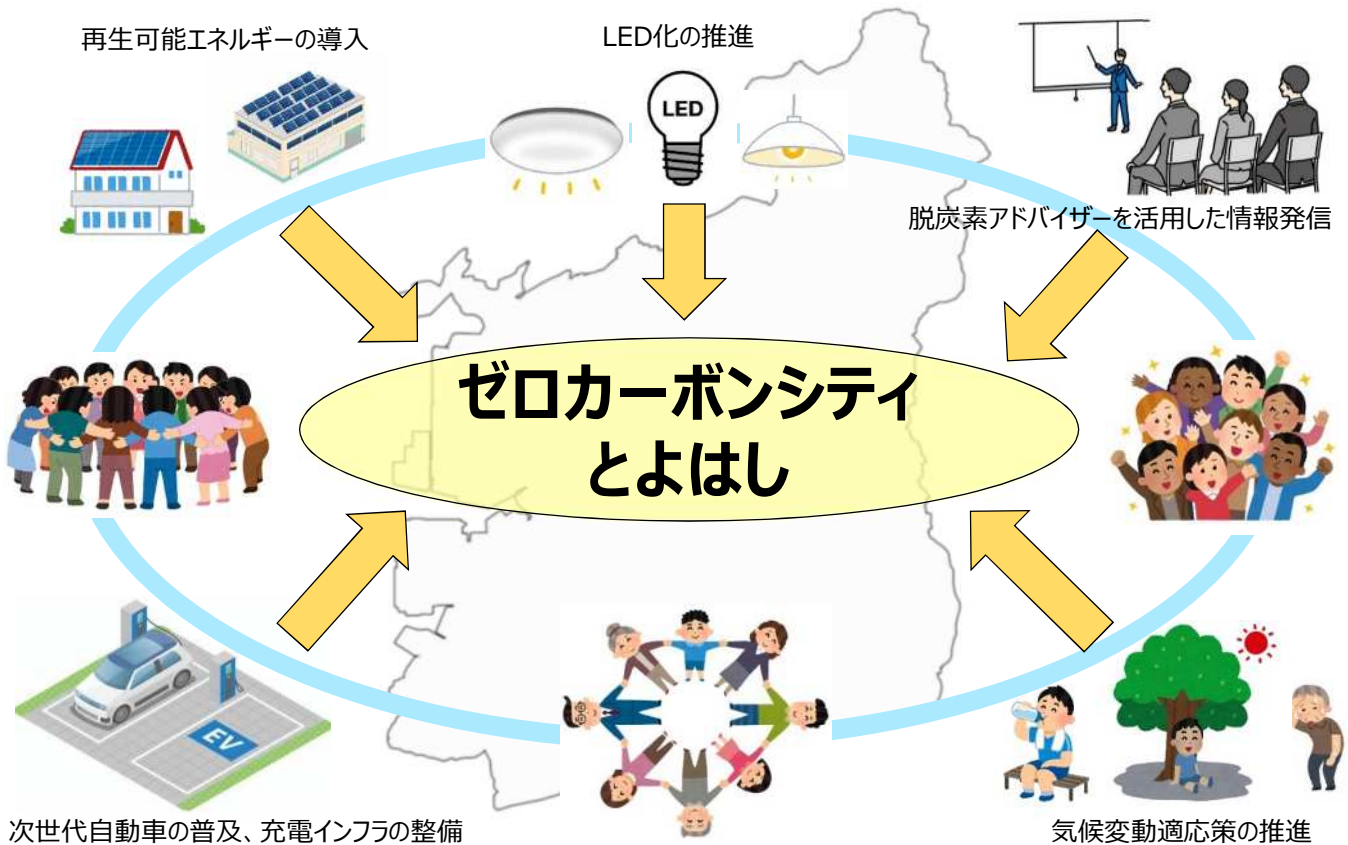 再生可能エネルギーの導入
LED化の推進
LED
脱炭素アドバイザーを活用した情報発信
ゼロカーボンシティ
とよはし
EV
次世代自動車の普及、充電インフラの整備
気候変動適応策の推進